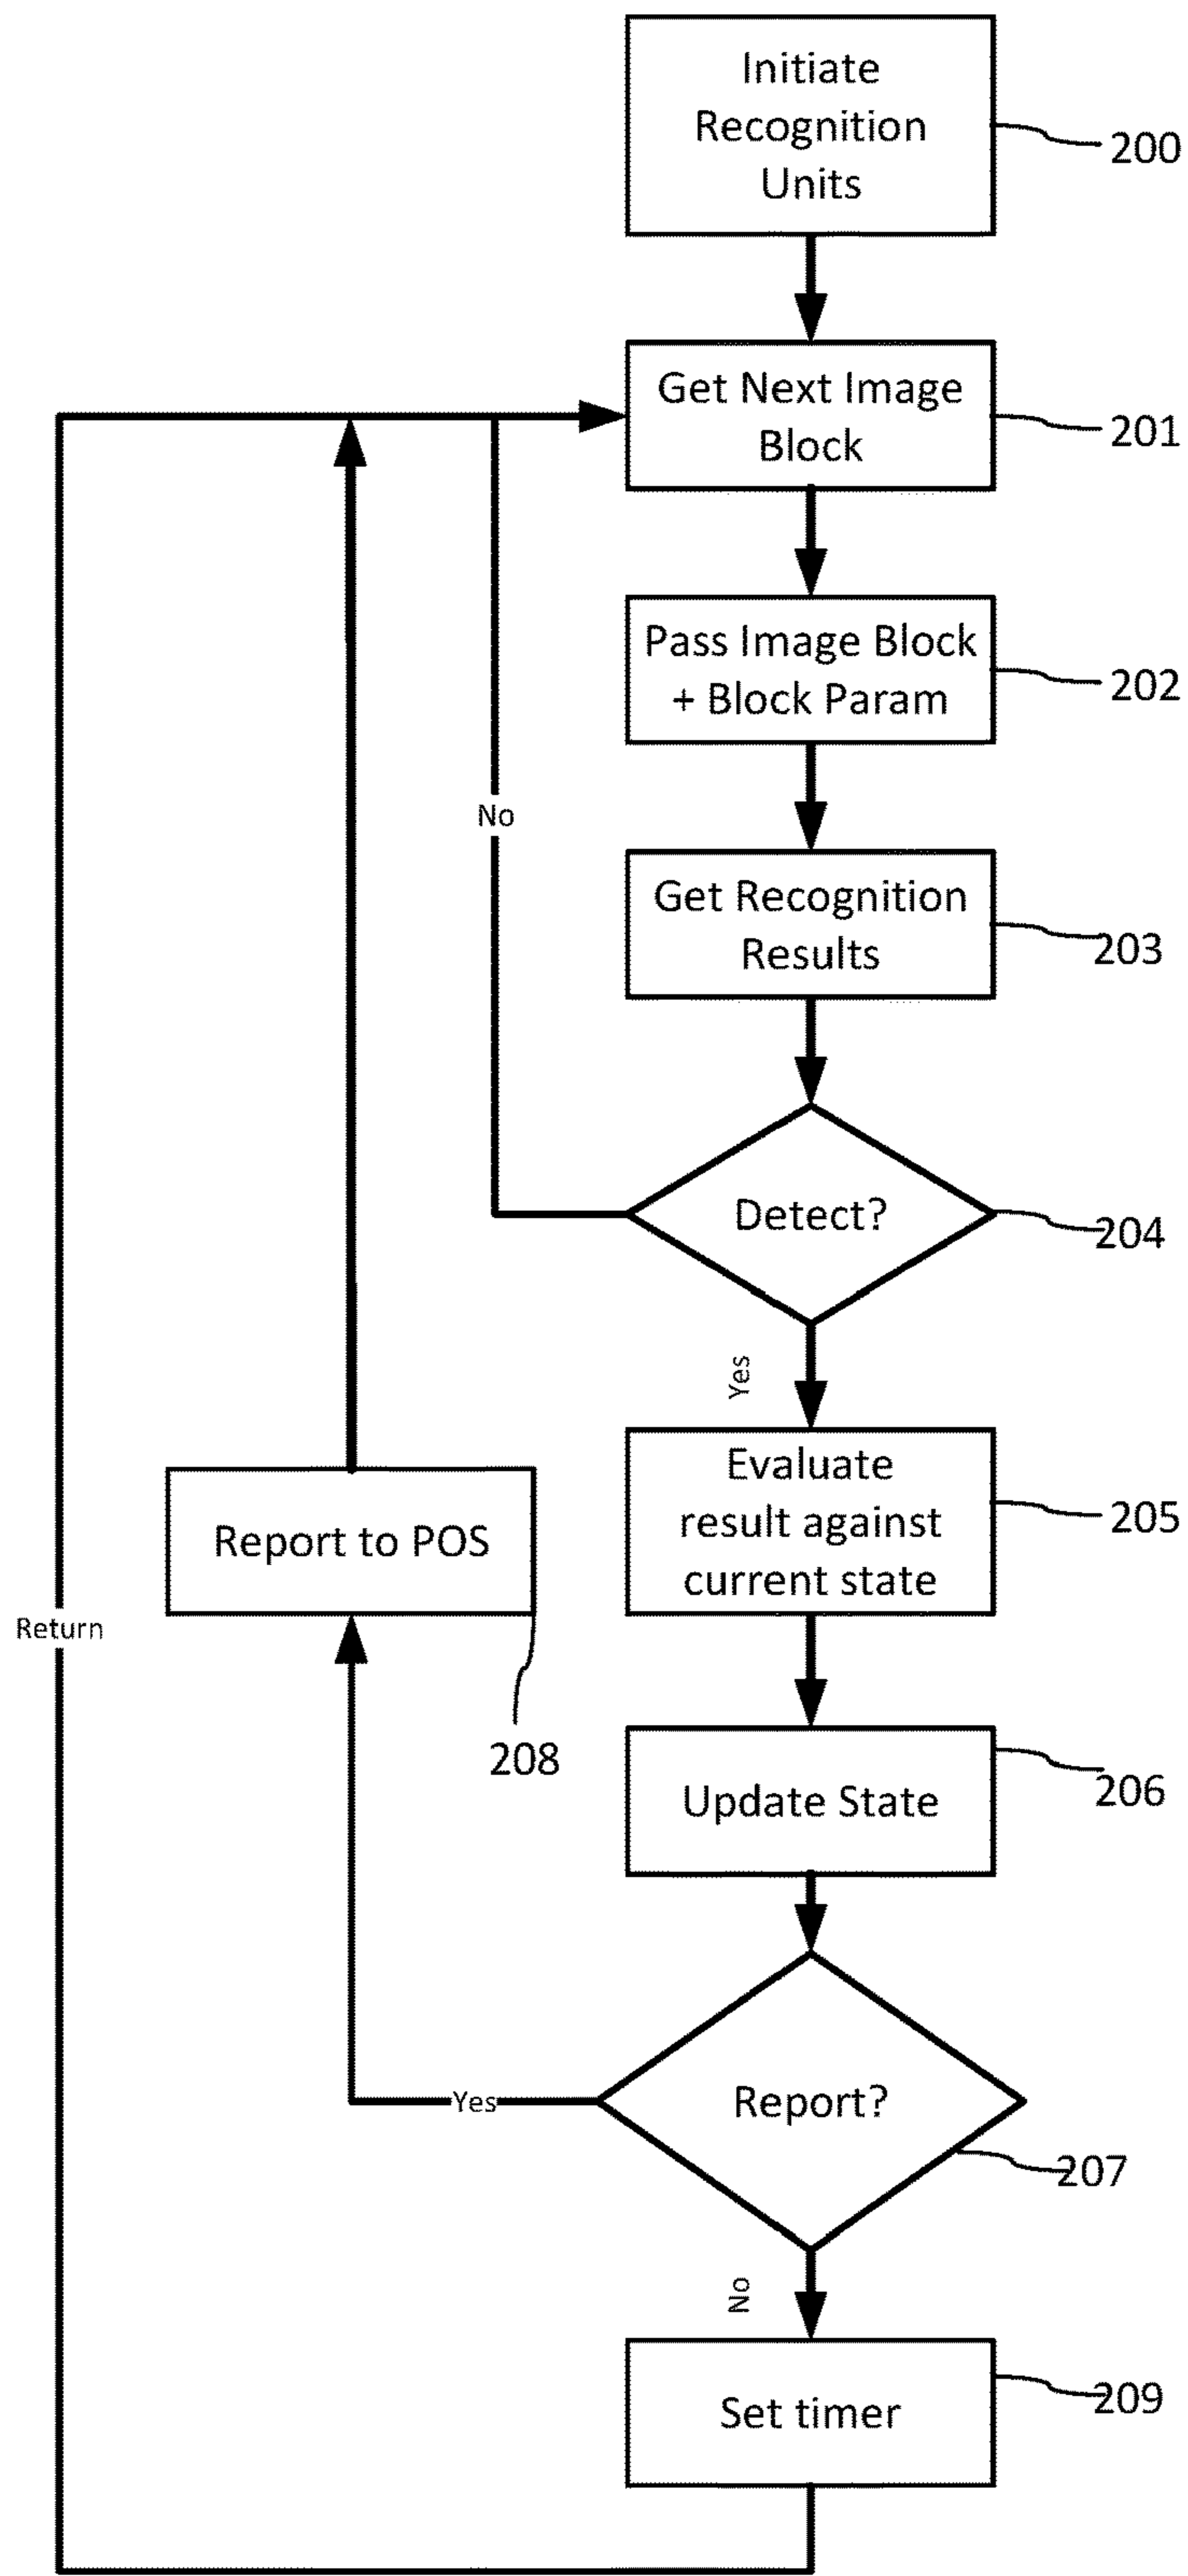 Initiate
Recognition
Units
200
Get Next Image
Block
201
Pass Image Block
+ Block Param
202
No
Get Recognition
Results
203
Detect?
204
Yes
Evaluate
result against
current state
205
Report to POS
208
Return
Update State
206
Report?
Yes
207
No
Set timer
209